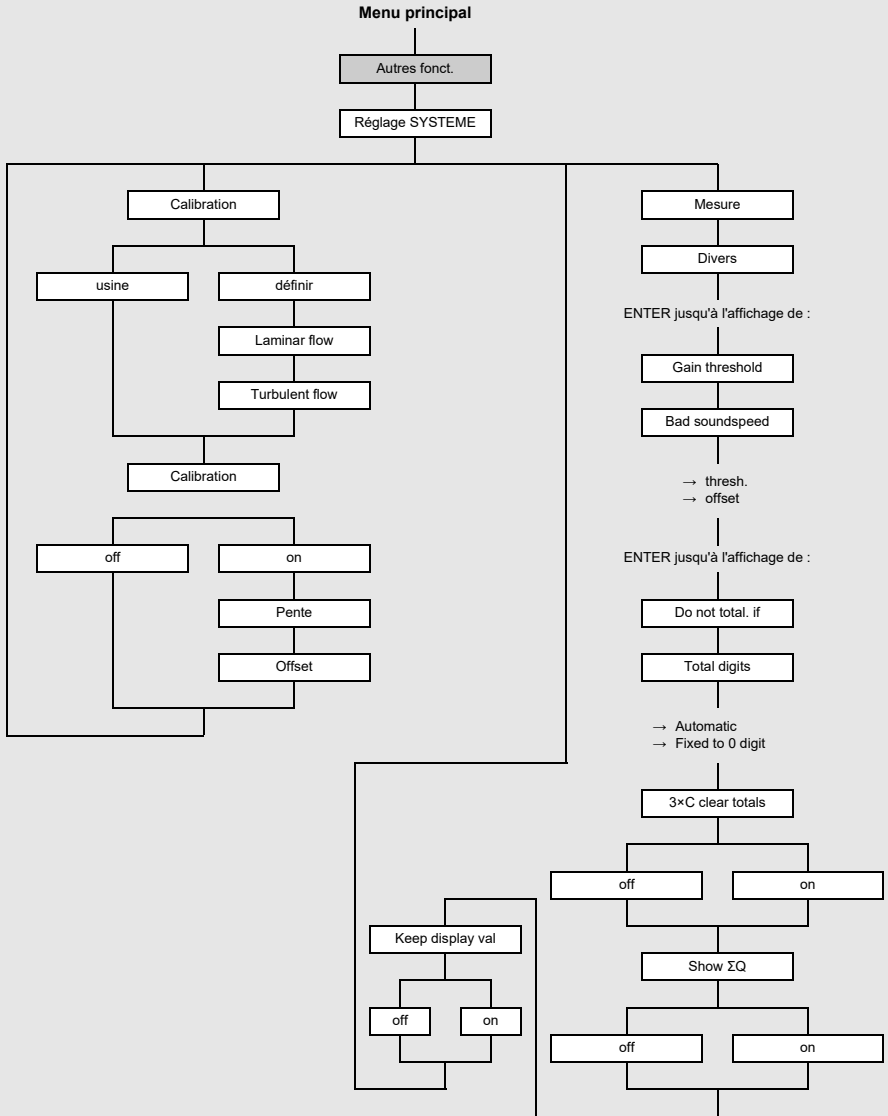 Menu principal
Autres fonct.
Réglage SYSTEME
Calibration
usine
définir
Laminar flow
Turbulent flow
Calibration
off
on
Pente
Offset
Mesure
Divers
ENTER jusqu'à l'affichage de :
Gain threshold
Bad soundspeed
→ thresh.
→ offset
ENTER jusqu'à l'affichage de :
Do not total. if
Total digits
→ Automatic
→ Fixed to 0 digit
3×C clear totals
off
on
Show ΣQ
off
on
Keep display val
off
on